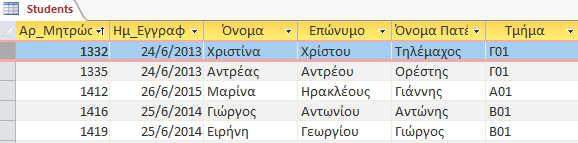 Students
Αρ_Μητρώο Ημ_Εγγραφ Όνομα Επώνυμο Όνομα Πατέ Τμήμα
1332 24/6/2013 Χριστίνα Χρίστου Τηλέμαχος Γ01
1335 24/6/2013 Αντρέας Αντρέου Ορέστης Γ01
1412 26/6/2015 Μαρίνα Ηρακλέους Γιάννης Α01
1416 25/6/2014 Γιώργος Αντωνίου Αντώνης Β01
1419 25/6/2014 Ειρήνη Γεωργίου Γιώργος Β01